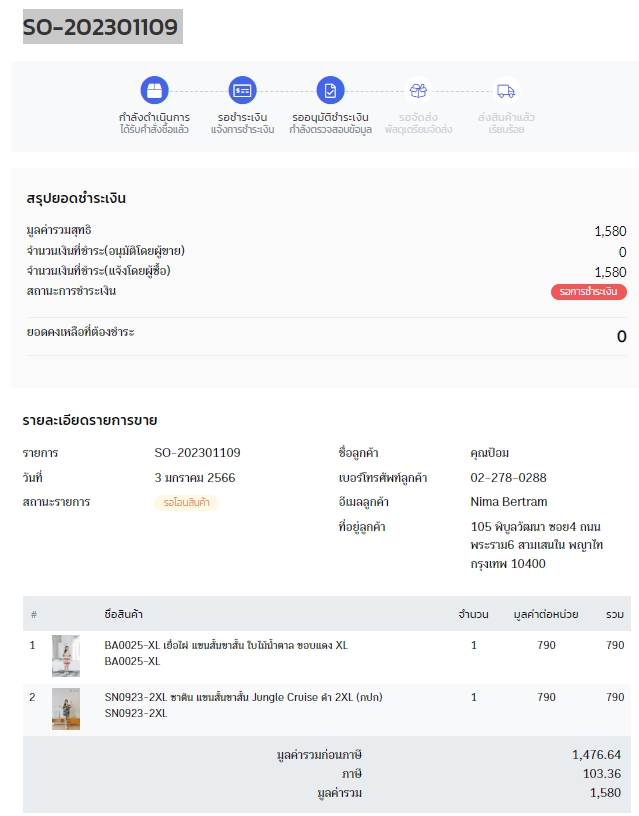 SO-202301109
กำลังดำเนินการ
ได้รับคำสั่งซื้อแล้ว
รอชำระเงิน
แจ้งการชำระเงิน
รออนุมัติชำระเงิน
กำลังตรวจสอบข้อมูล
รอจัดส่ง
พัสดุเตรียมจัดส่ง
ส่งสินค้าแล้ว
เรียบร้อย
สรุปยอดชำระเงิน
มูลค่ารวมสุทธิ 1,580
จำนวนเงินที่ชำระ(อนุมัติโดยผู้ขาย) 0
จำนวนเงินที่ชำระ(แจ้งโดยผู้ซื้อ) 1,580
สถานะการชำระเงิน รอการชำระเงิน
ยอดคงเหลือที่ต้องชำระ 0
รายละเอียดรายการขาย
รายการ SO-202301109
วันที่ 3 มกราคม 2566
สถานะรายการ รอโอนสินค้า
ชื่อลูกค้า คุณป้อม
เบอร์โทรศัพท์ลูกค้า 02-278-0288
อีเมลลูกค้า Nima Bertram
ที่อยู่ลูกค้า 105 พิบูลวัฒนา ซอย4 ถนน
พระราม6 สามเสนใน พญาไท
กรุงเทพ 10400
# ชื่อสินค้า จำนวน มูลค่าต่อหน่วย รวม
1 BA0025-XL เยื่อไผ่ แขนสั้นขาสั้น ใบไม้น้ำตาล ขอบแดง XL 1 790 790
BA0025-XL
2 SN0923-2XL ซาติน แขนสั้นขาสั้น Jungle Cruise ดำ 2XL (กปก) 1 790 790
SN0923-2XL
มูลค่ารวมก่อนภาษี 1,476.64
ภาษี 103.36
มูลค่ารวม 1,580